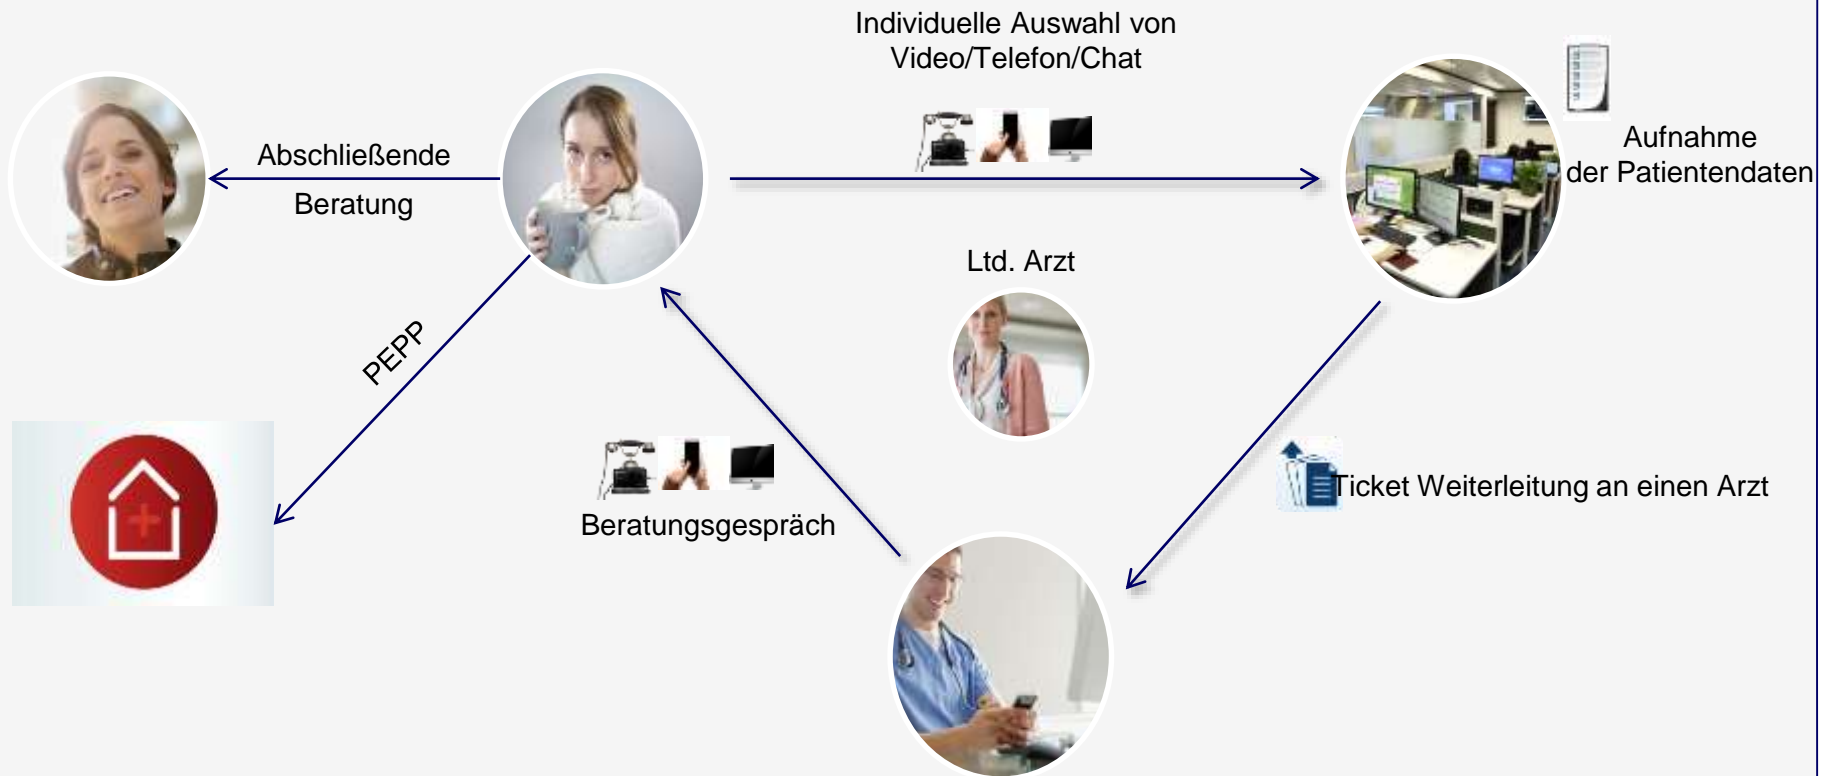 Individuelle Auswahl von
Video/Telefon/Chat
Aufnahme
der Patientendaten
Abschließende
Beratung
Ltd. Arzt
PEPP
Beratungsgespräch
Ticket Weiterleitung an einen Arzt